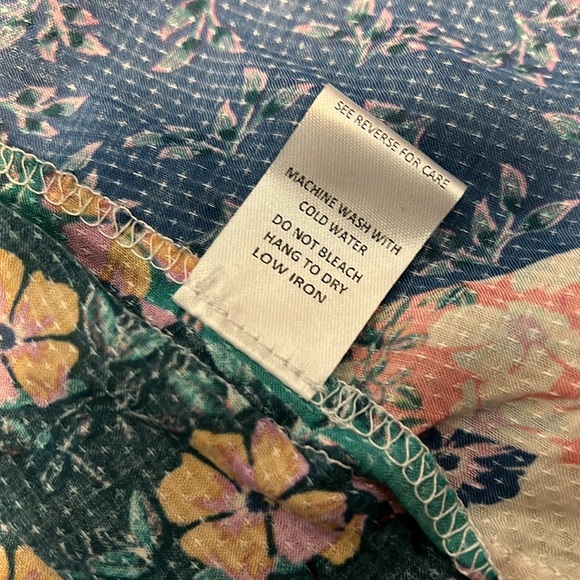 SEE REVERSE FOR CARE
MACHINE WASH WITH
COLD WATER
DO NOT BLEACH
HANG TO DRY
LOW IRON